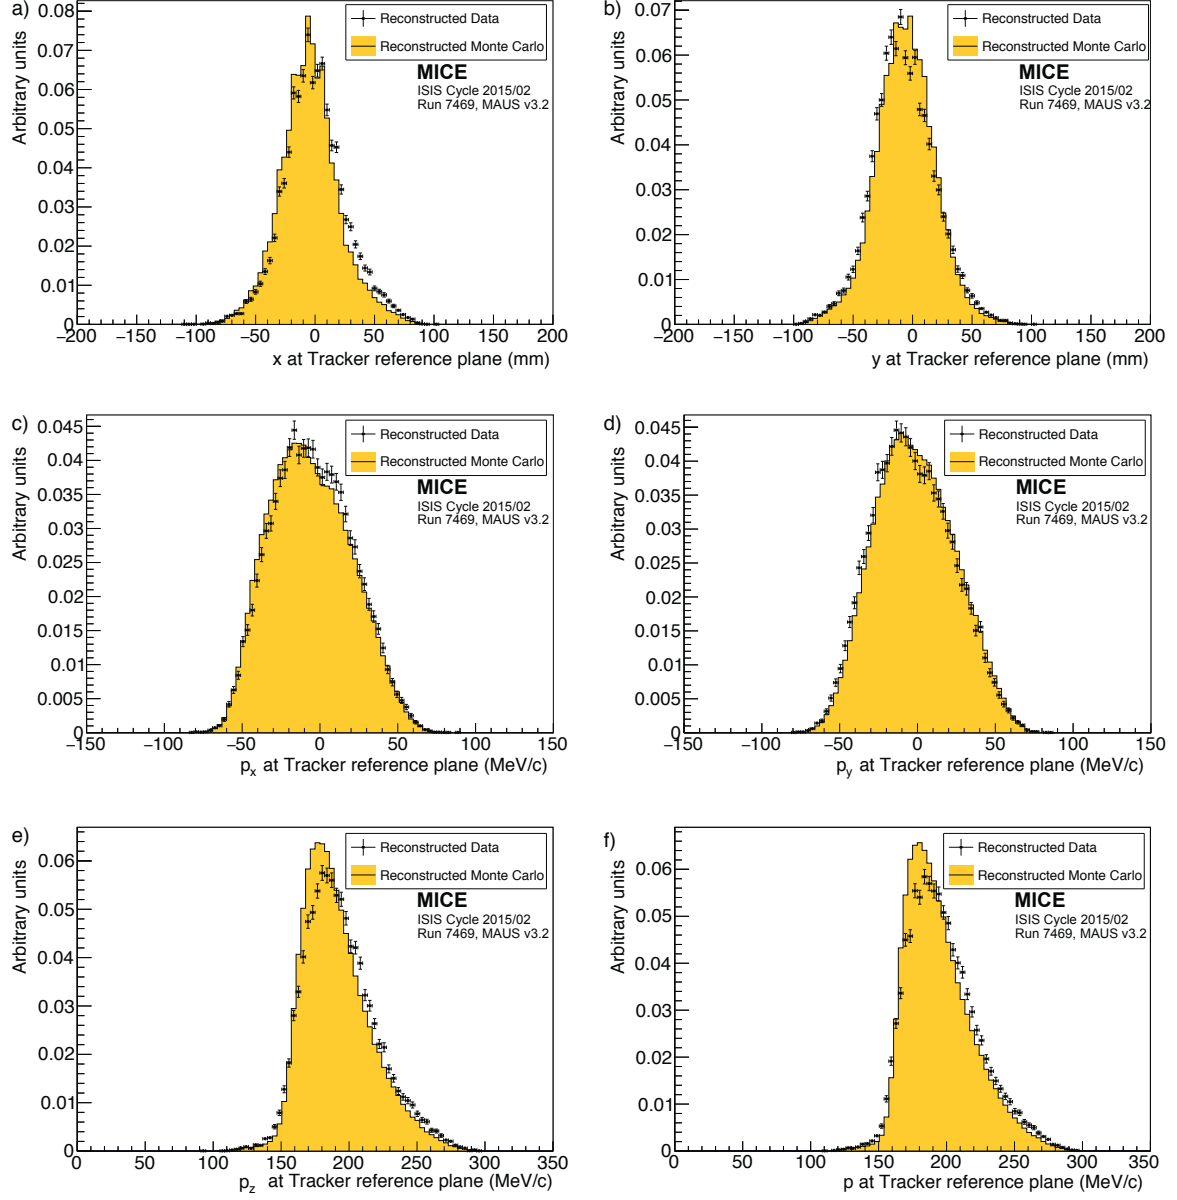 a)
Arbitrary units
0.08
0.07
0.06
0.05
0.04
0.03
0.02
0.01
0
Reconstructed Data
Reconstructed Monte Carlo
MICE
ISIS Cycle 2015/02
Run 7469, MAUS v3.2
−200 −150 −100 −50 0 50 100 150 200
x at Tracker reference plane (mm)
b)
Arbitrary units
0.07
0.06
0.05
0.04
0.03
0.02
0.01
0
Reconstructed Data
Reconstructed Monte Carlo
MICE
ISIS Cycle 2015/02
Run 7469, MAUS v3.2
−200 −150 −100 −50 0 50 100 150 200
y at Tracker reference plane (mm)
c)
Arbitrary units
0.045
0.04
0.035
0.03
0.025
0.02
0.015
0.01
0.005
0
Reconstructed Data
Reconstructed Monte Carlo
MICE
ISIS Cycle 2015/02
Run 7469, MAUS v3.2
−150 −100 −50 0 50 100 150
px at Tracker reference plane (MeV/c)
d)
Arbitrary units
0.045
0.04
0.035
0.03
0.025
0.02
0.015
0.01
0.005
0
Reconstructed Data
Reconstructed Monte Carlo
MICE
ISIS Cycle 2015/02
Run 7469, MAUS v3.2
−150 −100 −50 0 50 100 150
py at Tracker reference plane (MeV/c)
e)
Arbitrary units
0.06
0.05
0.04
0.03
0.02
0.01
0
Reconstructed Data
Reconstructed Monte Carlo
MICE
ISIS Cycle 2015/02
Run 7469, MAUS v3.2
0 50 100 150 200 250 300 350
pz at Tracker reference plane (MeV/c)
f)
Arbitrary units
0.06
0.05
0.04
0.03
0.02
0.01
0
Reconstructed Data
Reconstructed Monte Carlo
MICE
ISIS Cycle 2015/02
Run 7469, MAUS v3.2
0 50 100 150 200 250 300 350
p at Tracker reference plane (MeV/c)